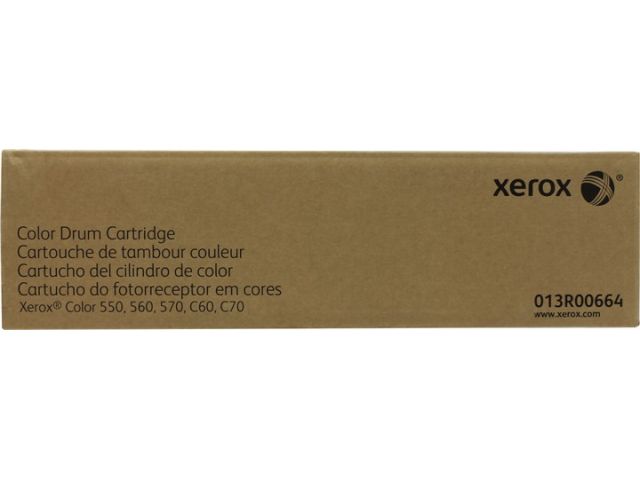 xerox ®
Color Drum Cartridge
Cartouche de tambour couleur
Cartucho del cilindro de color
Cartucho do fotorreceptor em cores
Xerox® Color 550, 560, 570, C60, C70
013R00664
www.xerox.com